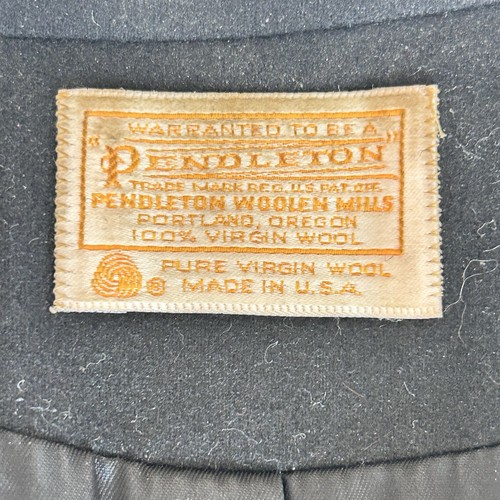 WARRANTED TO BE A
"PENDLETON"
TRADE MARK REG. U.S. PAT. OFF.
PENDLETON WOOLEN MILLS
PORTLAND, OREGON
100% VIRGIN WOOL
PURE VIRGIN WOOL
® MADE IN U.S.A.